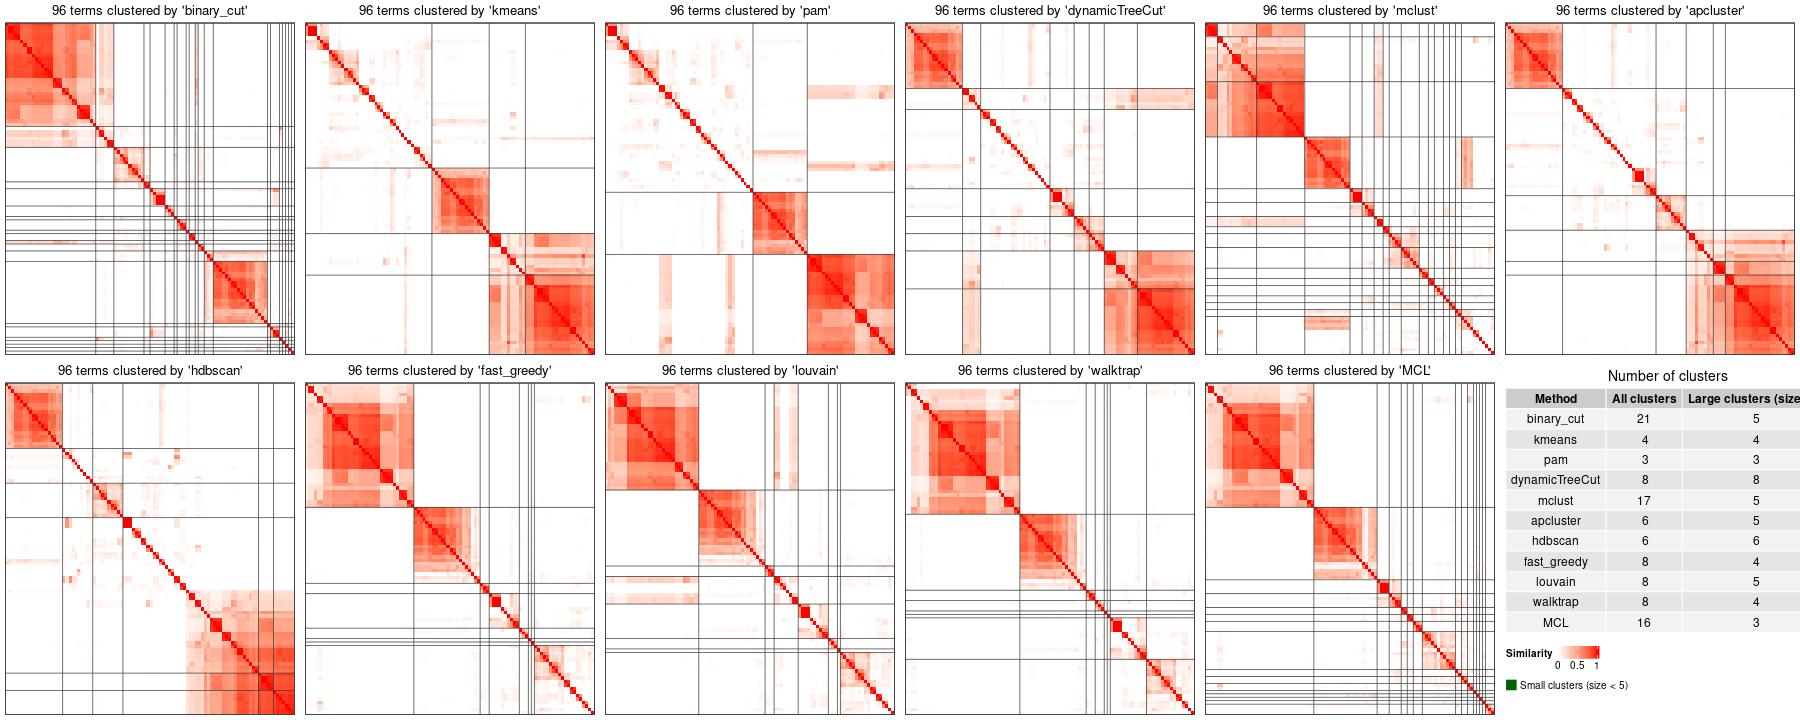 96 terms clustered by 'binary_cut'
96 terms clustered by 'kmeans'
96 terms clustered by 'pam'
96 terms clustered by 'dynamicTreeCut'
96 terms clustered by 'mclust'
96 terms clustered by 'apcluster'
96 terms clustered by 'hdbscan'
96 terms clustered by 'fast_greedy'
96 terms clustered by 'louvain'
96 terms clustered by 'walktrap'
96 terms clustered by 'MCL'
Number of clusters
Method All clusters Large clusters (size
binary_cut 21 5
kmeans 4 4
pam 3 3
dynamicTreeCut 8 8
mclust 17 5
apcluster 6 5
hdbscan 6 6
fast_greedy 8 4
louvain 8 5
walktrap 8 4
MCL 16 3
Similarity
0 0.5 1
Small clusters (size < 5)